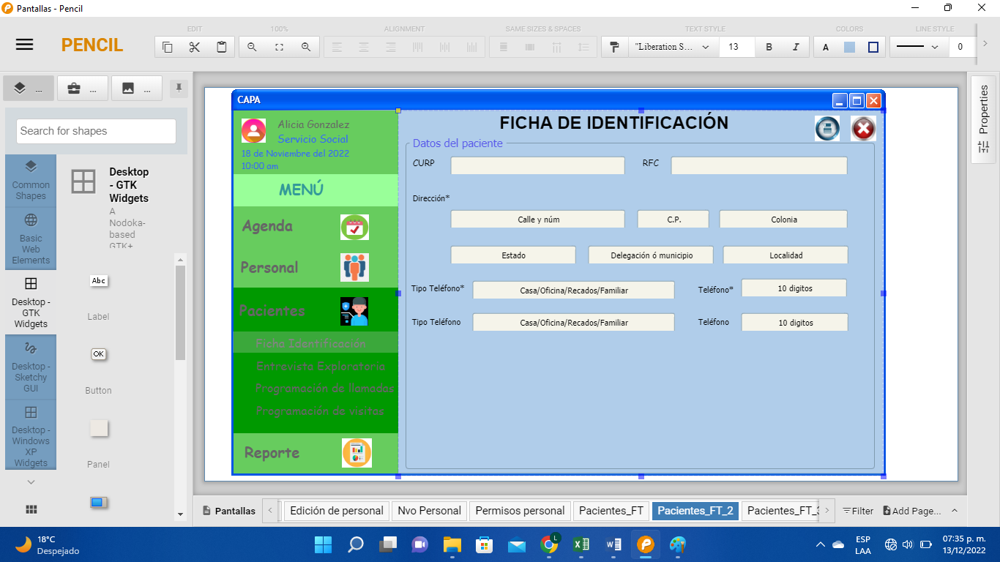 Pantallas - Pencil
PENCIL
EDIT
100%
ALIGNMENT
SAME SIZES & SPACES
TEXT STYLE
COLORS
LINE STYLE
"Liberation S...
13
B
I
A
0
...
...
...
Search for shapes
Common
Shapes
Basic
Web
Elements
Desktop -
GTK
Widgets
Desktop -
Sketchy
GUI
Desktop -
Windows
XP
Widgets
Desktop
- GTK
Widgets
A
Nodoka-
based
GTK+
Abc
Label
OK
Button
Panel
CAPA
Alicia Gonzalez
Servicio Social
18 de Noviembre del 2022
10:00 am
MENÚ
Agenda
Personal
Pacientes
Ficha Identificación
Entrevista Exploratoria
Programación de llamadas
Programación de visitas
Reporte
FICHA DE IDENTIFICACIÓN
Datos del paciente
CURP
RFC
Dirección*
Calle y núm
C.P.
Colonia
Estado
Delegación ó municipio
Localidad
Tipo Teléfono*
Casa/Oficina/Recados/Familiar
Teléfono*
10 digitos
Tipo Teléfono
Casa/Oficina/Recados/Familiar
Teléfono
10 digitos
Properties
Pantallas
Edición de personal
Nvo Personal
Permisos personal
Pacientes_FT
Pacientes_FT_2
Pacientes_FT_3
Filter
Add Page...
18°C
Despejado
L
ESP
LAA
07:35 p. m.
13/12/2022